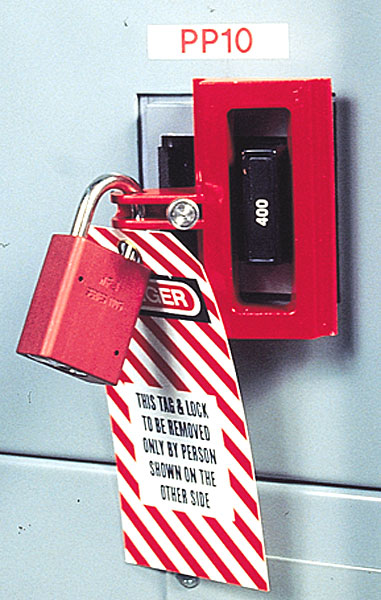 PP10
400
GER
THIS TAG & LOCK
TO BE REMOVED
ONLY BY PERSON
SHOWN ON THE
OTHER SIDE